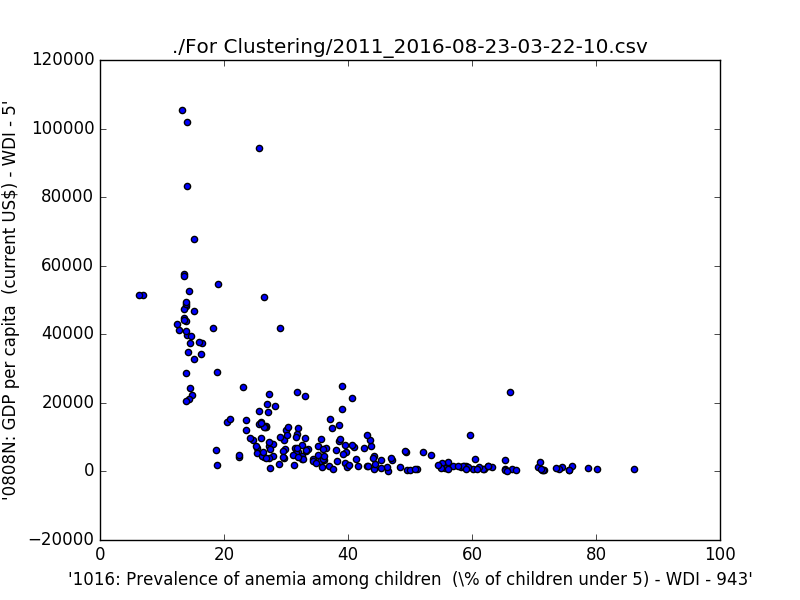 ./For Clustering/2011_2016-08-23-03-22-10.csv
120000
100000
80000
60000
40000
20000
0
−20000
'0808N: GDP per capita  (current US$) - WDI - 5'
0 20 40 60 80 100
'1016: Prevalence of anemia among children  (\% of children under 5) - WDI - 943'